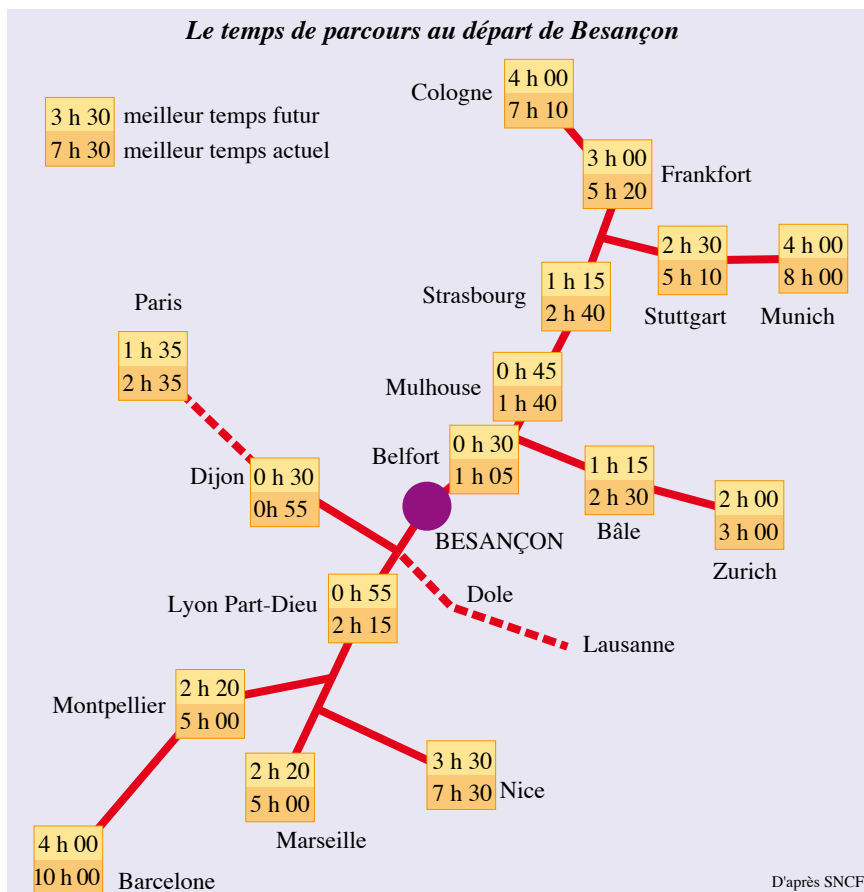 Le temps de parcours au départ de Besançon
3 h 30 meilleur temps futur
7 h 30 meilleur temps actuel
Cologne
4 h 00
7 h 10
3 h 00
5 h 20
Frankfort
2 h 30
5 h 10
Stuttgart
4 h 00
8 h 00
Munich
Strasbourg
1 h 15
2 h 40
Paris
1 h 35
2 h 35
Mulhouse
0 h 45
1 h 40
Belfort
0 h 30
1 h 05
1 h 15
2 h 30
Bâle
2 h 00
3 h 00
Zurich
Dijon
0 h 30
0h 55
BESANÇON
Lyon Part-Dieu
0 h 55
2 h 15
Dole
Lausanne
Montpellier
2 h 20
5 h 00
2 h 20
5 h 00
Marseille
3 h 30
7 h 30
Nice
4 h 00
10 h 00
Barcelone
D'après SNCF